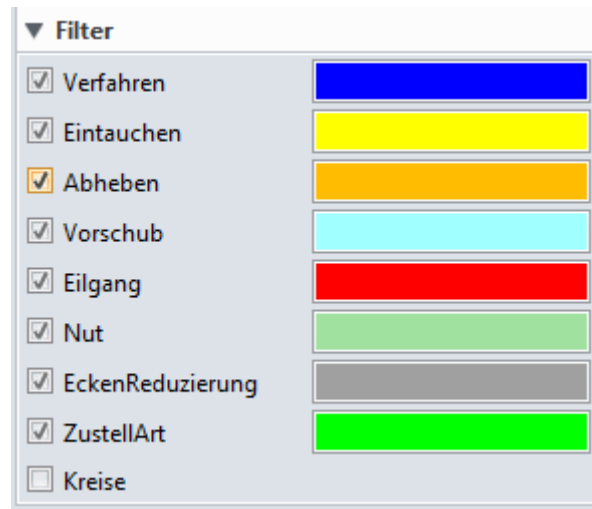 Filter
Verfahren
Eintauchen
Abheben
Vorschub
Eilgang
Nut
EckenReduzierung
ZustellArt
Kreise